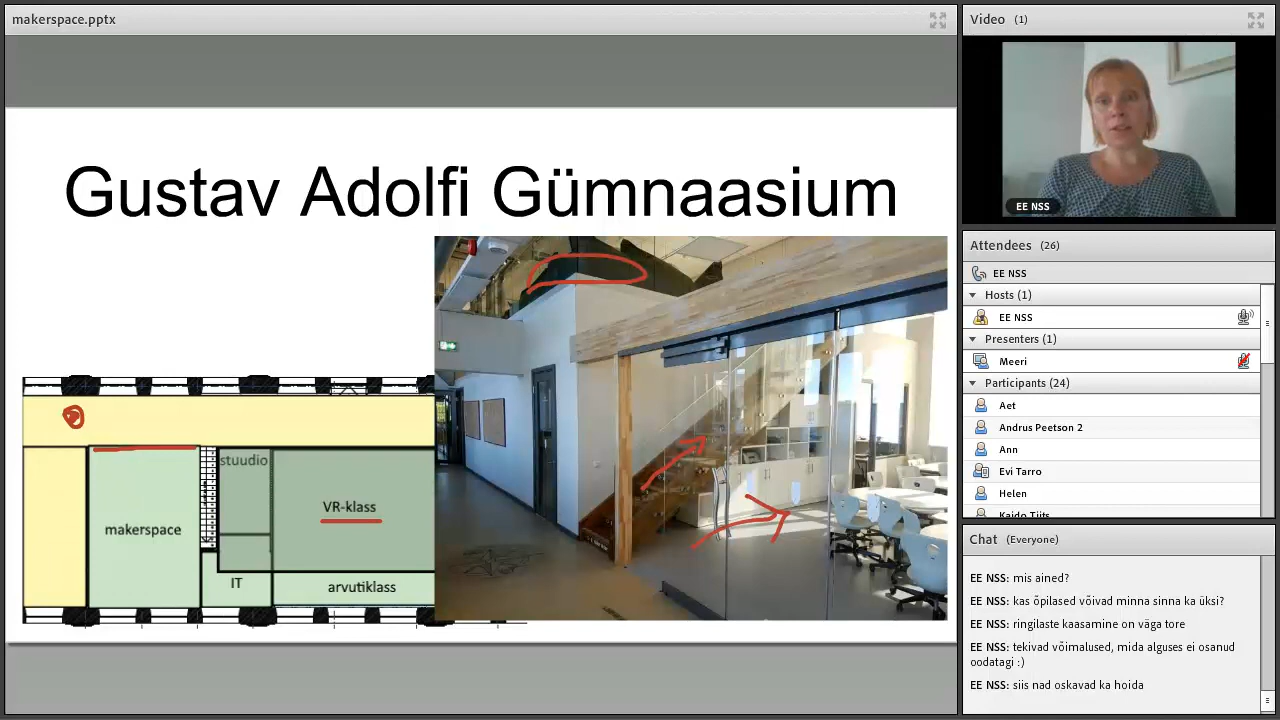 makerspace.pptx
Gustav Adolfi Gümnaasium
stuudio
VR-klass
makerspace
IT
arvutiklass
Video (1)
EE NSS
Attendees (26)
EE NSS
Hosts (1)
EE NSS
Presenters (1)
Meeri
Participants (24)
Aet
Andrus Peetson 2
Ann
Evi Tarro
Helen
Kaido Tiits
Chat (Everyone)
EE NSS: mis ained?
EE NSS: kas õpilased võivad minna sinna ka üksi?
EE NSS: ringilaste kaasamine on väga tore
EE NSS: tekivad võimalused, mida alguses ei osanud
oodatagi :)
EE NSS: siis nad oskavad ka hoida